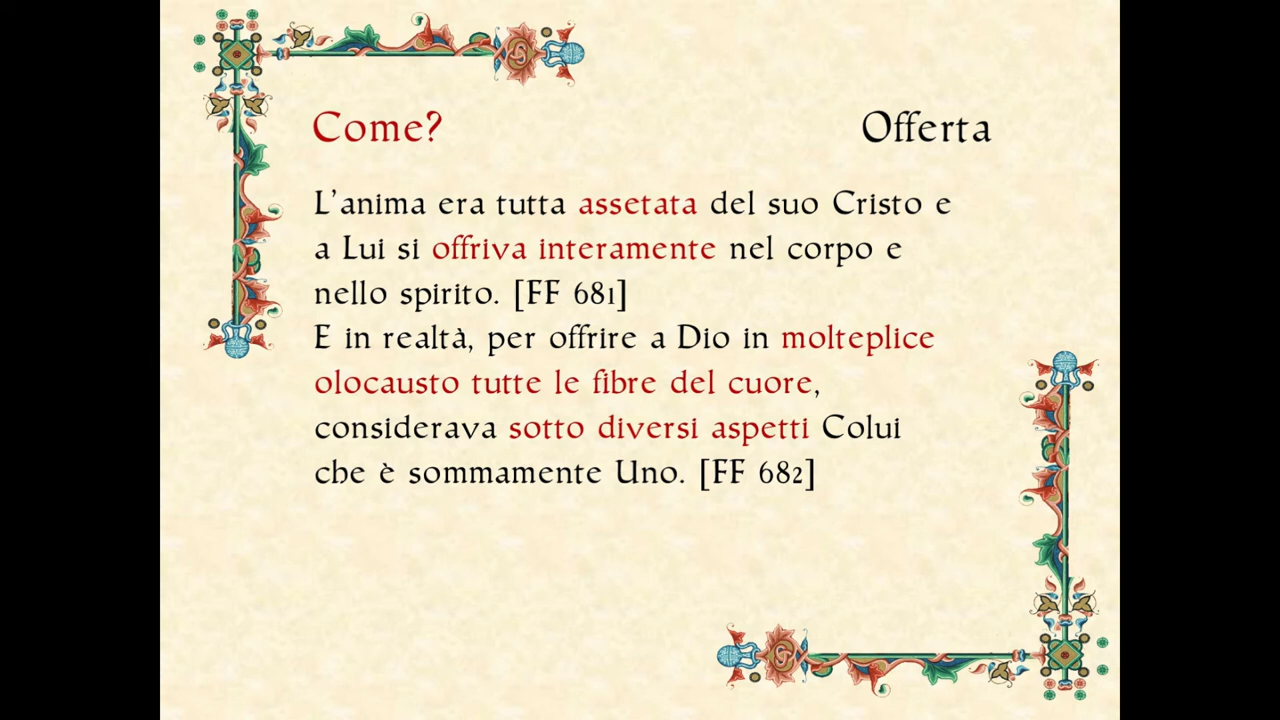 Come? Offerta
L'anima era tutta assetata del suo Cristo e
a Lui si offriva interamente nel corpo e
nello spirito. [FF 681]
E in realtà, per offrire a Dio in molteplice
olocausto tutte le fibre del cuore,
considerava sotto diversi aspetti Colui
che è sommamente Uno. [FF 682]